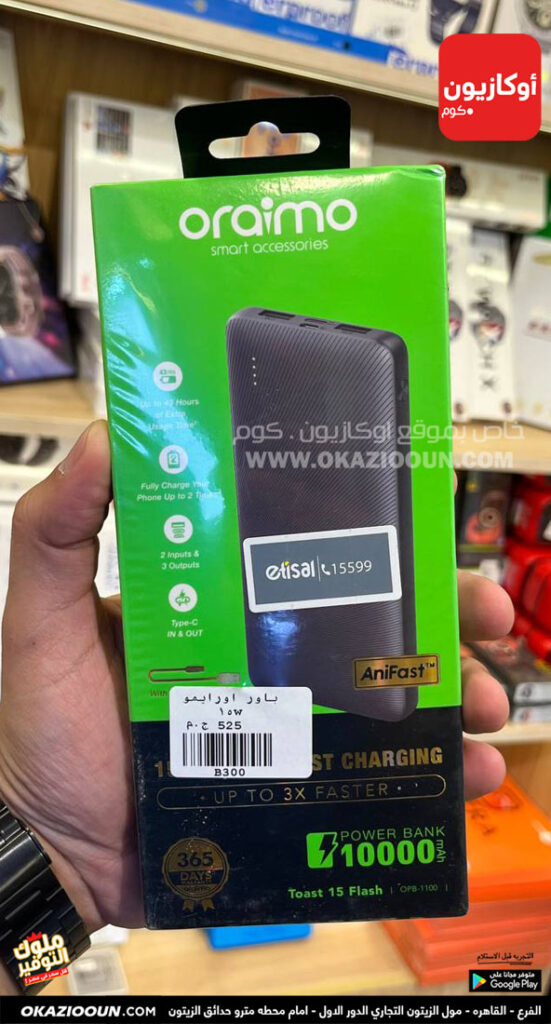 أوكازيون
.كوم
oraimo
smart accessories
Up to 43 Hours
of Extra
Usage Time*
Fully Charge Your
Phone Up to 2 Times*
2 Inputs &
3 Outputs
Type-C
IN & OUT
خاص بموقع اوكازيون . كوم
WWW.OKAZIOOUN.COM
etisal 15599
AniFast™
باور اورايمو
١٥w
525 ج.م
B300
ST CHARGING
UP TO 3X FASTER
365
DAYS
POWER BANK
10000mAh
Toast 15 Flash | OPB-1100 |
ملوك
التوفير
التجربه قبل الاستلام
متوفر مجانا على
Google Play
OKAZIOOUN.COM
الفرع - القاهره - مول الزيتون التجاري الدور الاول - امام محطه مترو حدائق الزيتون